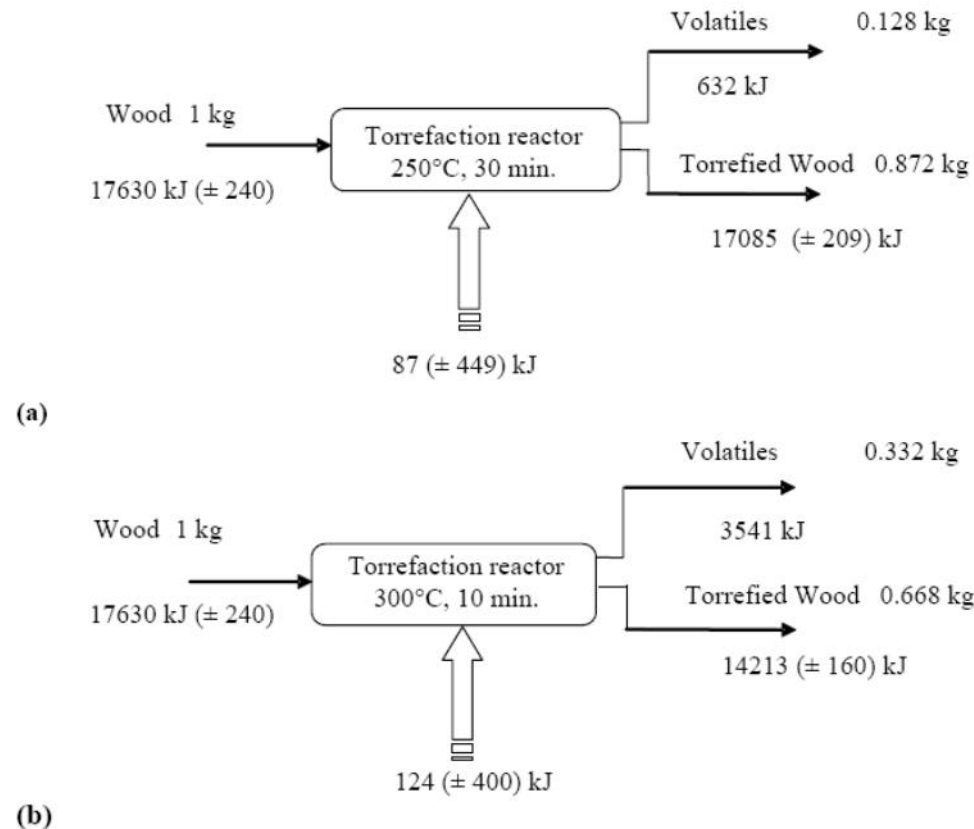 Volatiles 0.128 kg
632 kJ
Wood 1 kg
17630 kJ (± 240)
Torrefaction reactor
250°C, 30 min.
Torrefied Wood 0.872 kg
17085 (± 209) kJ
87 (± 449) kJ
(a)
Volatiles 0.332 kg
3541 kJ
Wood 1 kg
17630 kJ (± 240)
Torrefaction reactor
300°C, 10 min.
Torrefied Wood 0.668 kg
14213 (± 160) kJ
124 (± 400) kJ
(b)